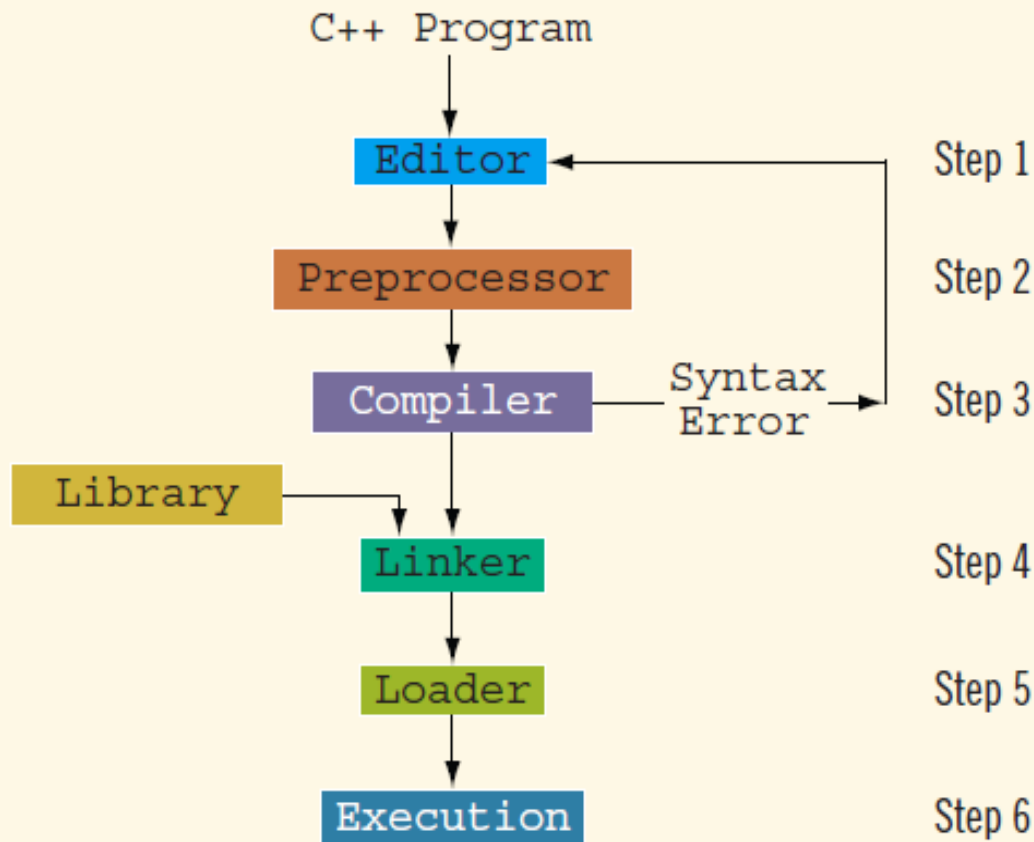 C++ Program
Editor
Step 1
Preprocessor
Step 2
Compiler
Syntax
Error
Step 3
Library
Linker
Step 4
Loader
Step 5
Execution
Step 6